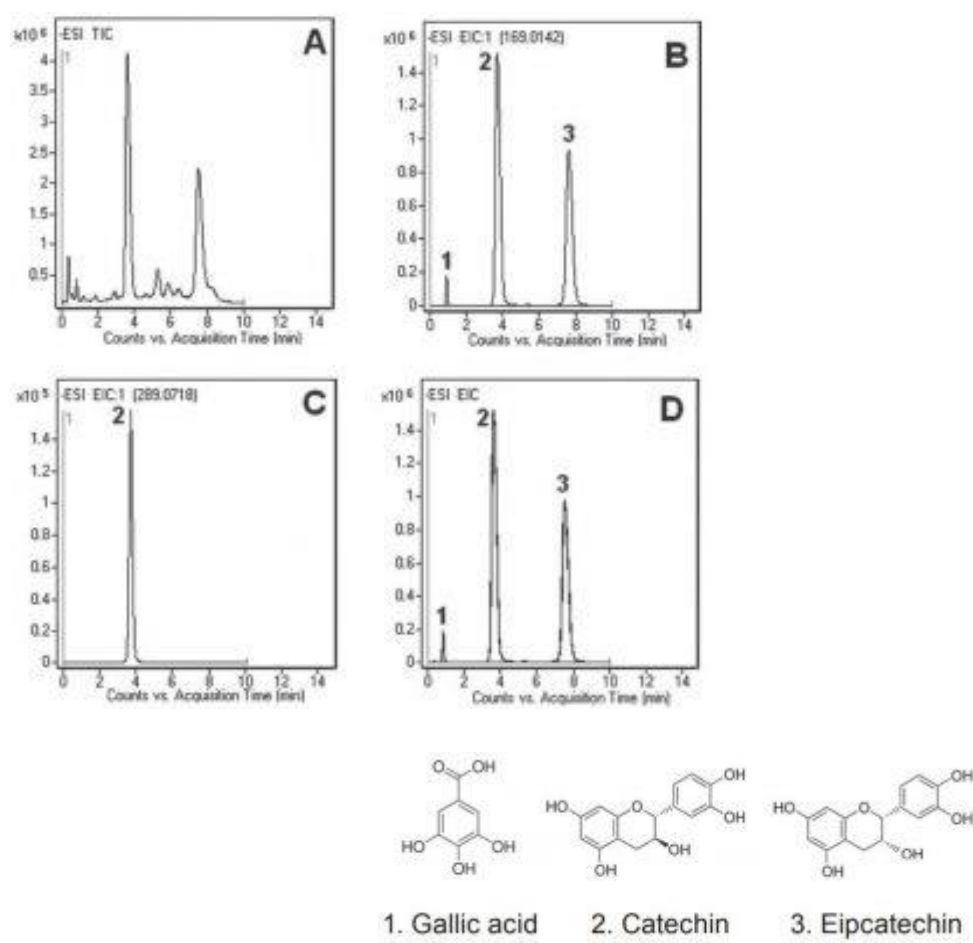 A
x10 6
-ESI TIC
1
4
3.5
3
2.5
2
1.5
1
0.5
0 2 4 6 8 10 12 14
Counts vs. Acquisition Time (min)
B
x10 6
-ESI EIC:1 (169.0142)
1
2
3
1
1.4
1.2
1
0.8
0.6
0.4
0.2
0
0 2 4 6 8 10 12 14
Counts vs. Acquisition Time (min)
C
x10 5
-ESI EIC:1 (289.0718)
1
2
1.4
1.2
1
0.8
0.6
0.4
0.2
0
0 2 4 6 8 10 12 14
Counts vs. Acquisition Time (min)
D
x10 6
-ESI EIC
1
2
3
1
1.4
1.2
1
0.8
0.6
0.4
0.2
0
0 2 4 6 8 10 12 14
Counts vs. Acquisition Time (min)
O OH
HO OH
OH
HO O OH
OH
OH
OH
HO O OH
OH
OH
OH
1. Gallic acid 2. Catechin 3. Eipcatechin